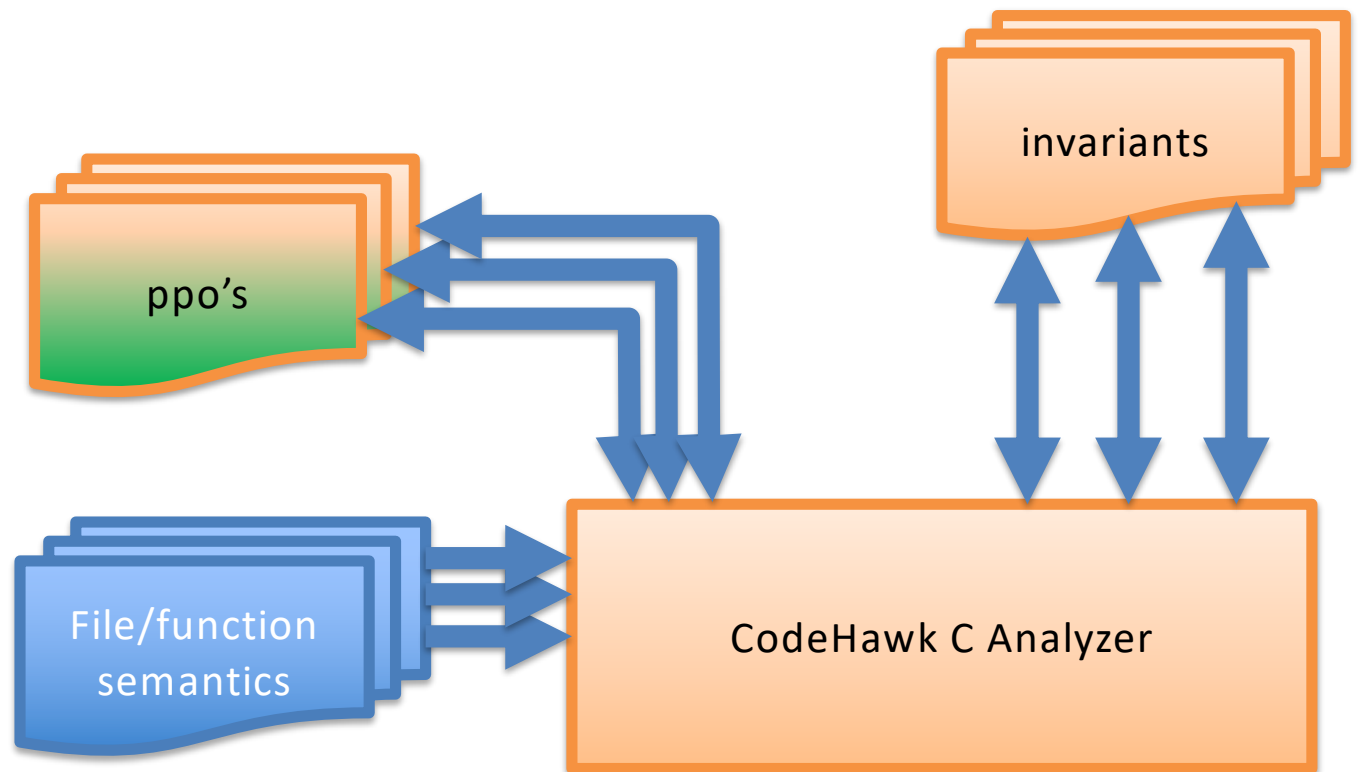 invariants
ppo’s
File/function
semantics
CodeHawk C Analyzer